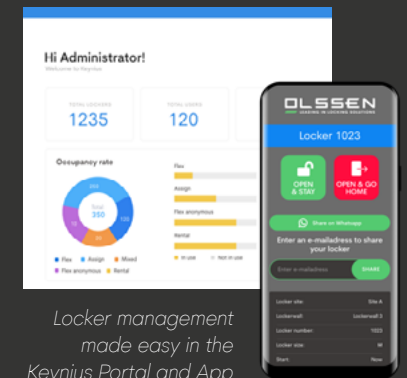 Hi Administrator!
Welcome to Keynius
TOTAL LOCKERS
1235
TOTAL USERS
120
Occupancy rate
Total
350
120
Flex
Assign
Mixed
Flex anonymous
Rental
Flex
Assign
Flex anonymous
Rental
In use
Not in use
OLSSEN
LEADING IN LOCKING SOLUTIONS
Locker 1023
OPEN
& STAY
OPEN & GO
HOME
Share on Whatsapp
Enter an e-mailadress to share
your locker
Enter e-mailadress
SHARE
Locker site:
Site A
Lockerwall:
Lockerwall 3
Locker number:
1023
Locker size:
M
Start:
Now
Locker management
made easy in the
Keynius Portal and App